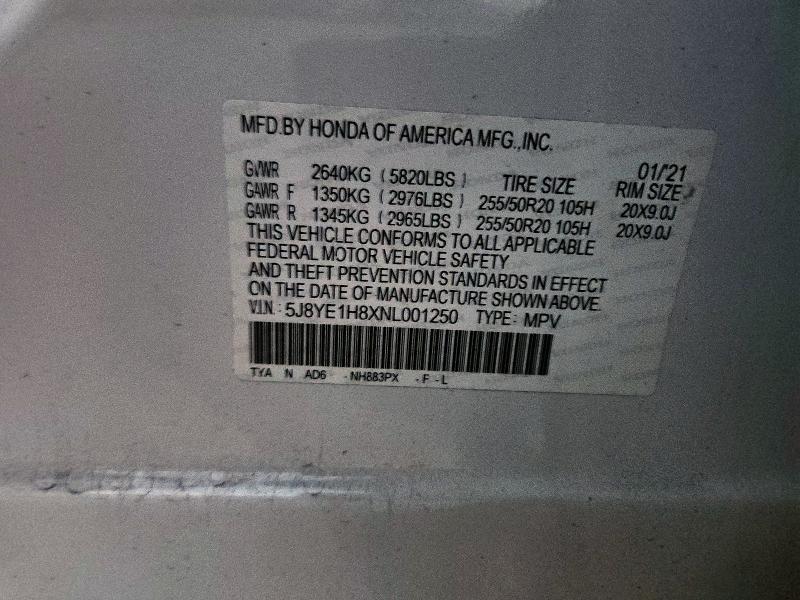 MFD.BY HONDA OF AMERICA MFG.,INC.
01/'21
GVWR 2640KG ( 5820LBS ) TIRE SIZE RIM SIZE
GAWR F 1350KG ( 2976LBS ) 255/50R20 105H 20X9.0J
GAWR R 1345KG ( 2965LBS ) 255/50R20 105H 20X9.0J
THIS VEHICLE CONFORMS TO ALL APPLICABLE
FEDERAL MOTOR VEHICLE SAFETY
AND THEFT PREVENTION STANDARDS IN EFFECT
ON THE DATE OF MANUFACTURE SHOWN ABOVE.
V.I.N.: 5J8YE1H8XNL001250 TYPE: MPV
TYA N AD6 - NH883PX - F - L